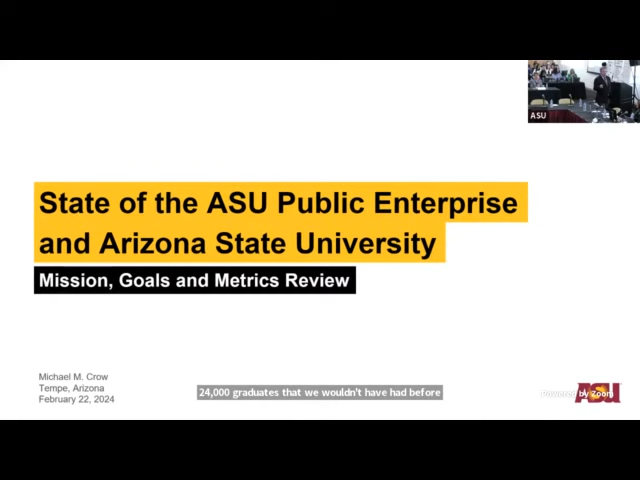 ASU
State of the ASU Public Enterprise
and Arizona State University
Mission, Goals and Metrics Review
Michael M. Crow
Tempe, Arizona
February 22, 2024
24,000 graduates that we wouldn't have had before
Powered by Zoom
ASU